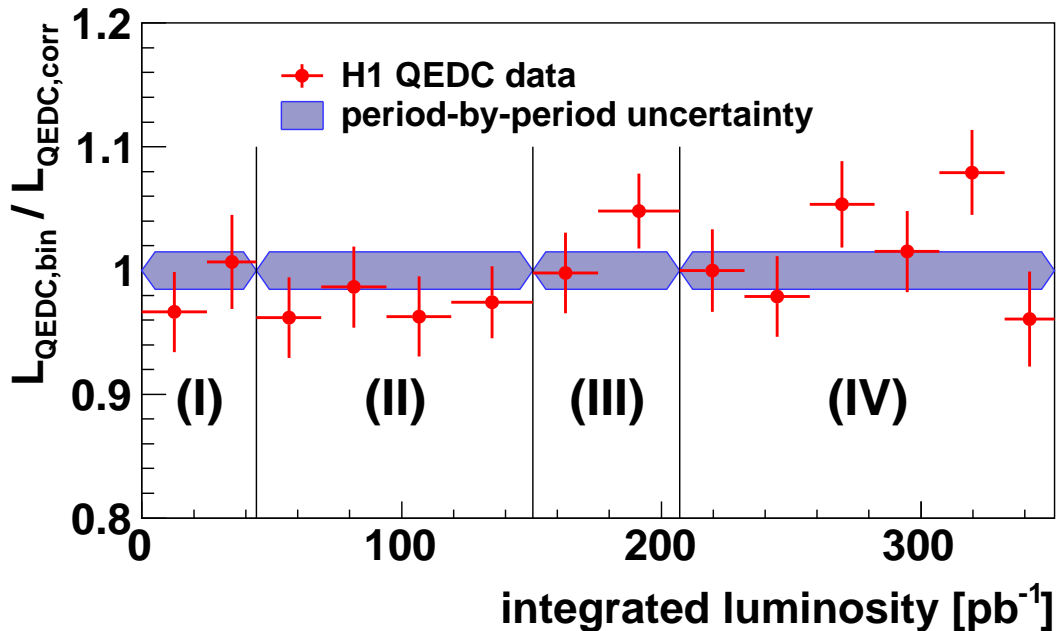 L_QEDC,bin / L_QEDC,corr
1.2
1.1
1
0.9
0.8
H1 QEDC data
period-by-period uncertainty
(I) (II) (III) (IV)
0 100 200 300
integrated luminosity [pb^-1]